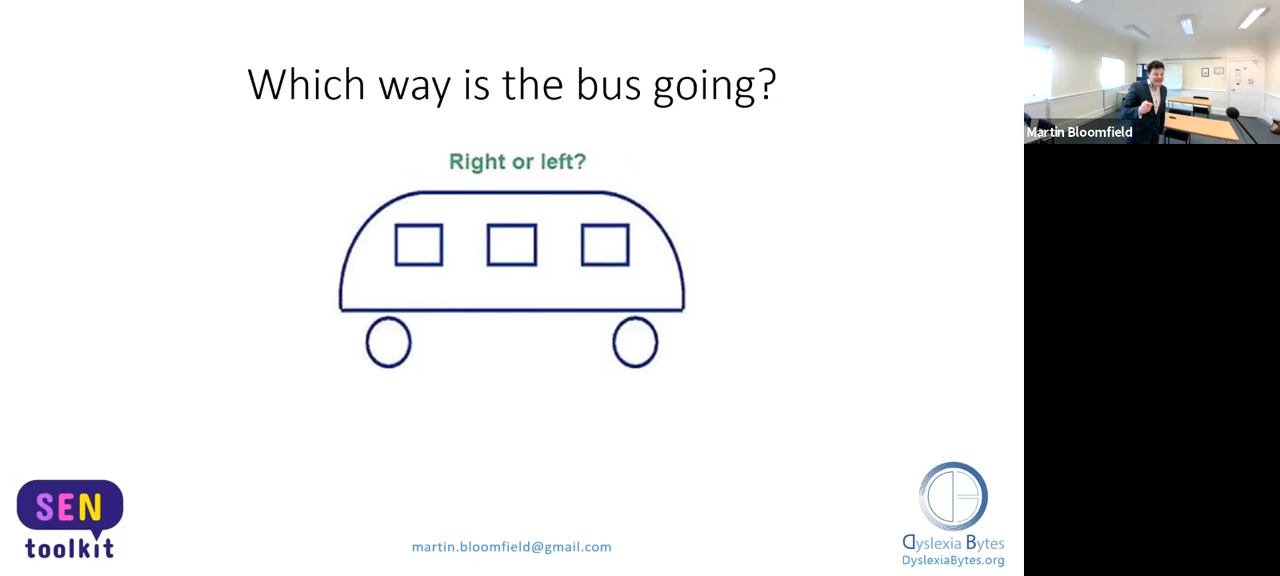 Which way is the bus going?
Right or left?
Martin Bloomfield
SEN
toolkit
martin.bloomfield@gmail.com
Dyslexia Bytes
DyslexiaBytes.org